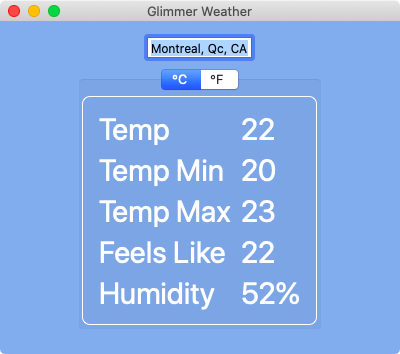 Glimmer Weather
Montreal, Qc, CA
°C °F
Temp 22
Temp Min 20
Temp Max 23
Feels Like 22
Humidity 52%